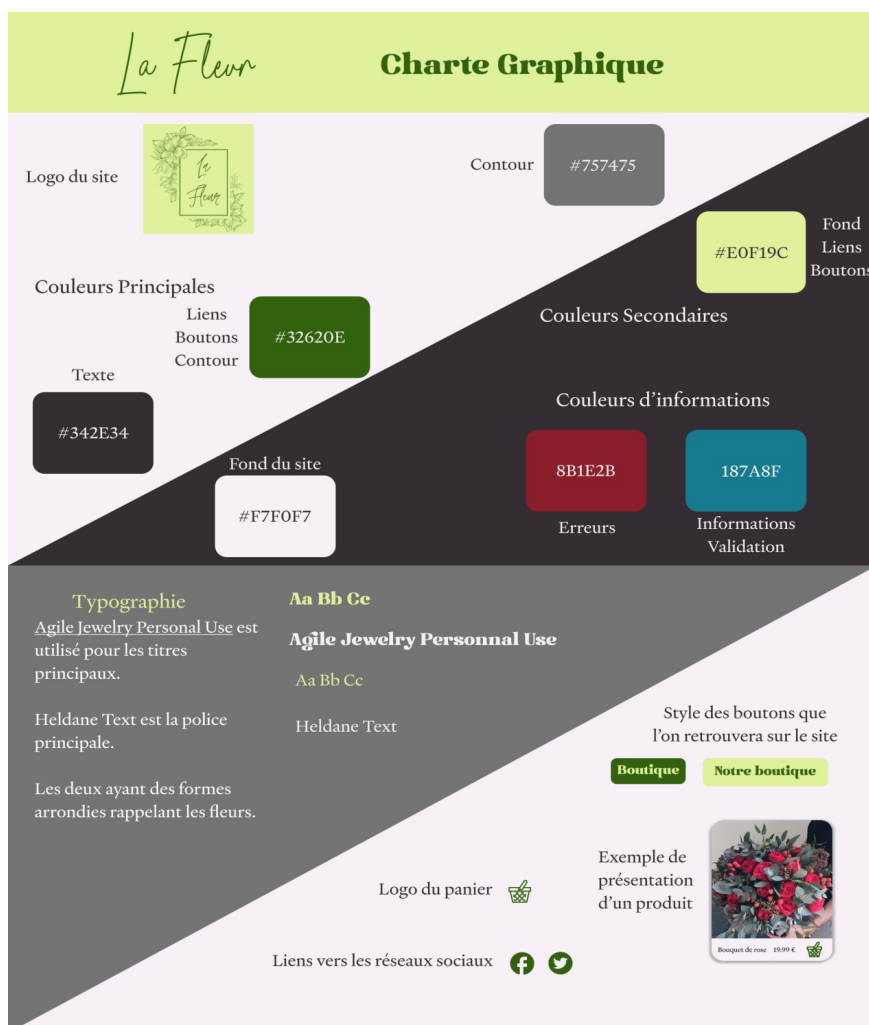 La Fleur
Charte Graphique
Logo du site
La
Fleur
Contour
#757475
#E0F19C
Fond
Liens
Boutons
Couleurs Principales
Liens
Boutons
Contour
#32620E
Couleurs Secondaires
Texte
#342E34
Couleurs d’informations
Fond du site
#F7F0F7
8B1E2B
187A8F
Erreurs
Informations
Validation
Typographie
Agile Jewelry Personal Use est
utilisé pour les titres
principaux.
Heldane Text est la police
principale.
Les deux ayant des formes
arrondies rappelant les fleurs.
Aa Bb Cc
Agile Jewelry Personnal Use
Aa Bb Cc
Heldane Text
Style des boutons que
l’on retrouvera sur le site
Boutique
Notre boutique
Exemple de
présentation
d’un produit
Bouquet de rose 19.99 €
Logo du panier
Liens vers les réseaux sociaux